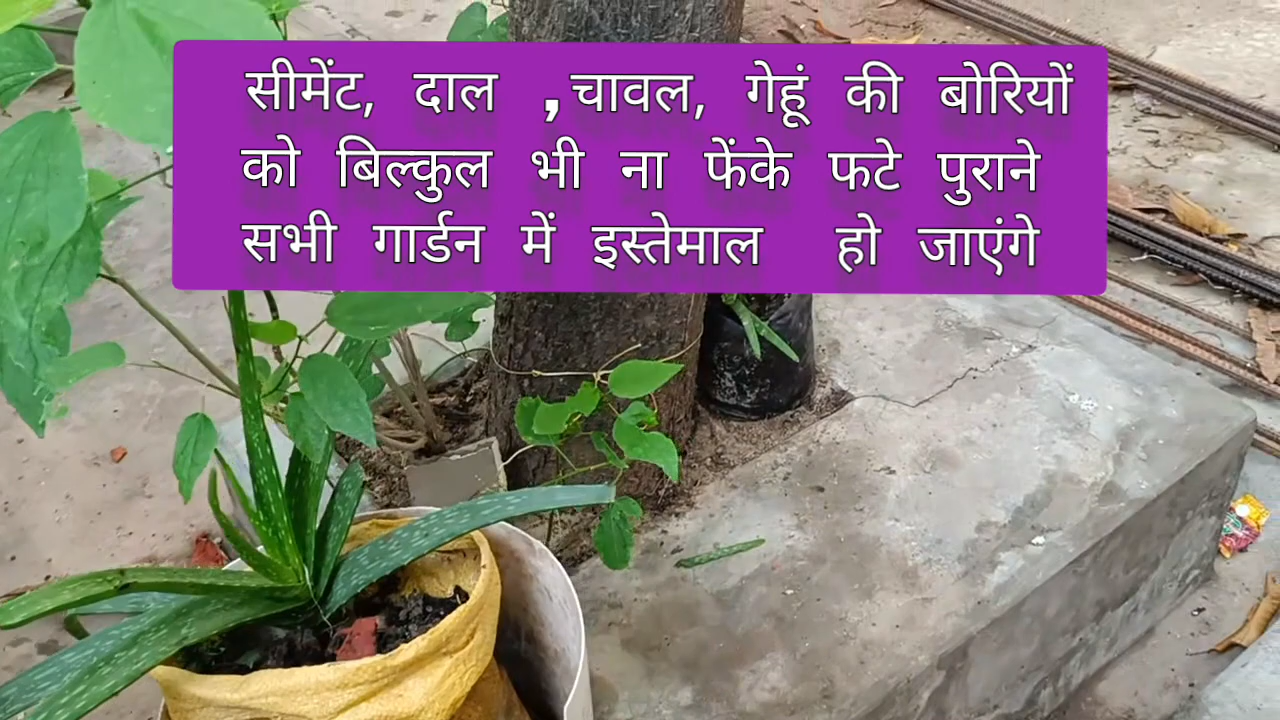 सीमेंट, दाल ,चावल, गेहूं की बोरियों
को बिल्कुल भी ना फेंके फटे पुराने
सभी गार्डन में इस्तेमाल हो जाएंगे